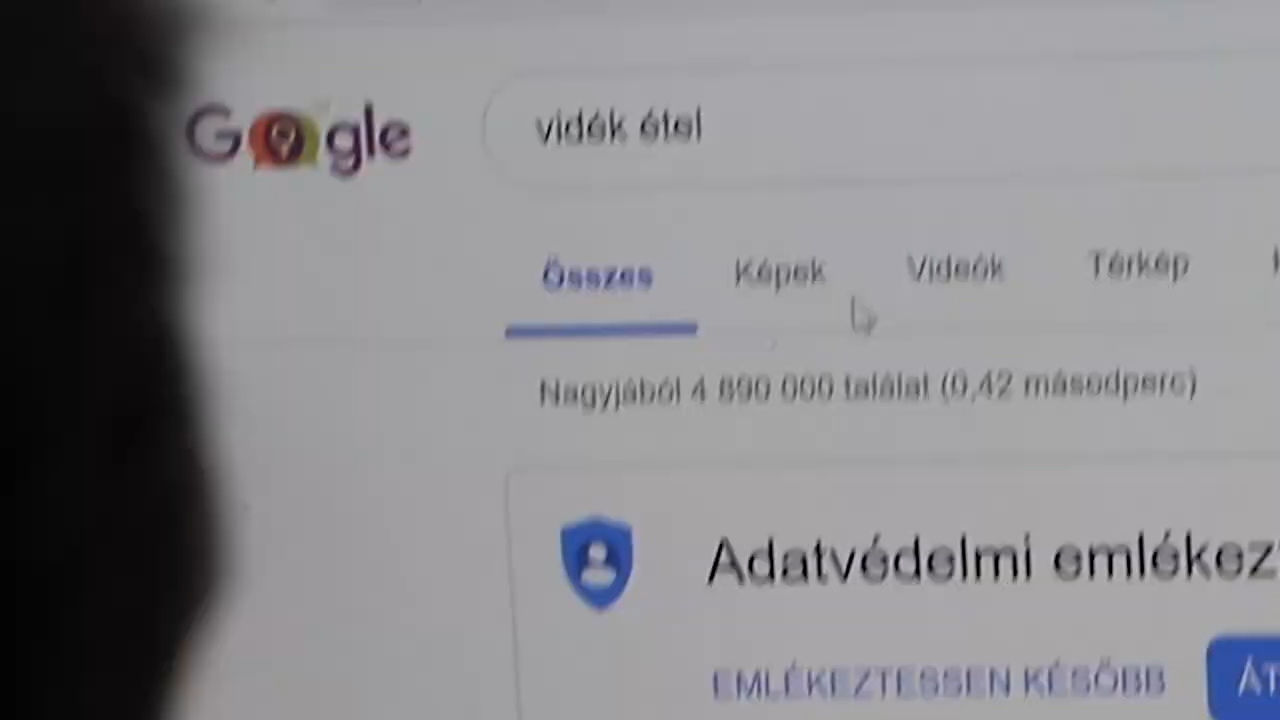 Google
vidék étel
Összes Képek Videók Térkép
Nagyjából 4 890 000 találat (0,42 másodperc)
Adatvédelmi emlékez
EMLÉKEZTESSEN KÉSŐBB ÁT